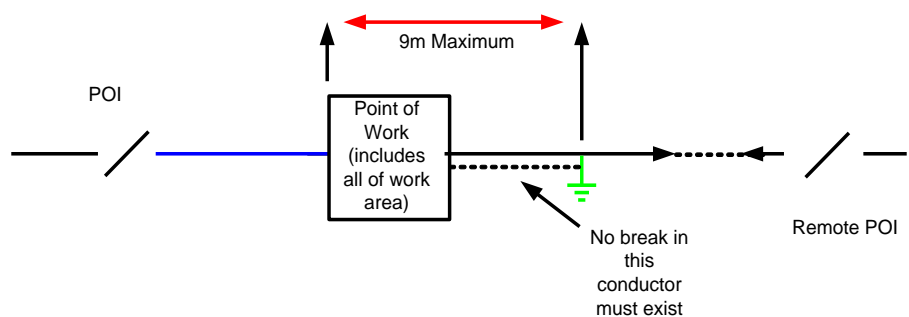 9m Maximum
POI
Point of
Work
(includes
all of work
area)
Remote POI
No break in
this
conductor
must exist